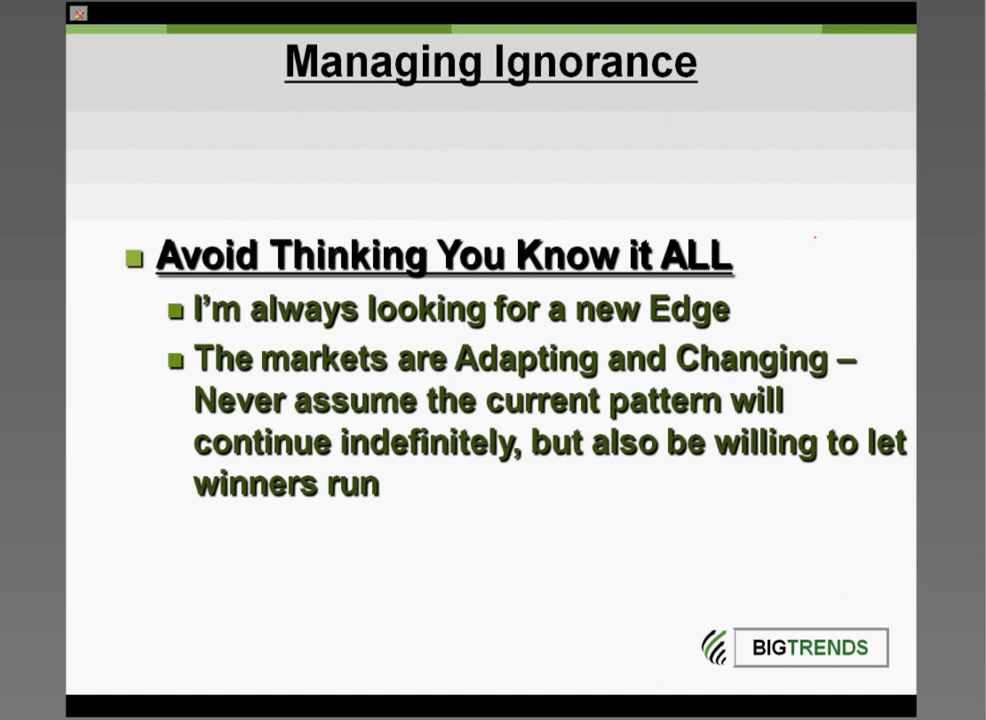 Managing Ignorance
Avoid Thinking You Know it ALL
I'm always looking for a new Edge
The markets are Adapting and Changing –
Never assume the current pattern will
continue indefinitely, but also be willing to let
winners run
BIGTRENDS